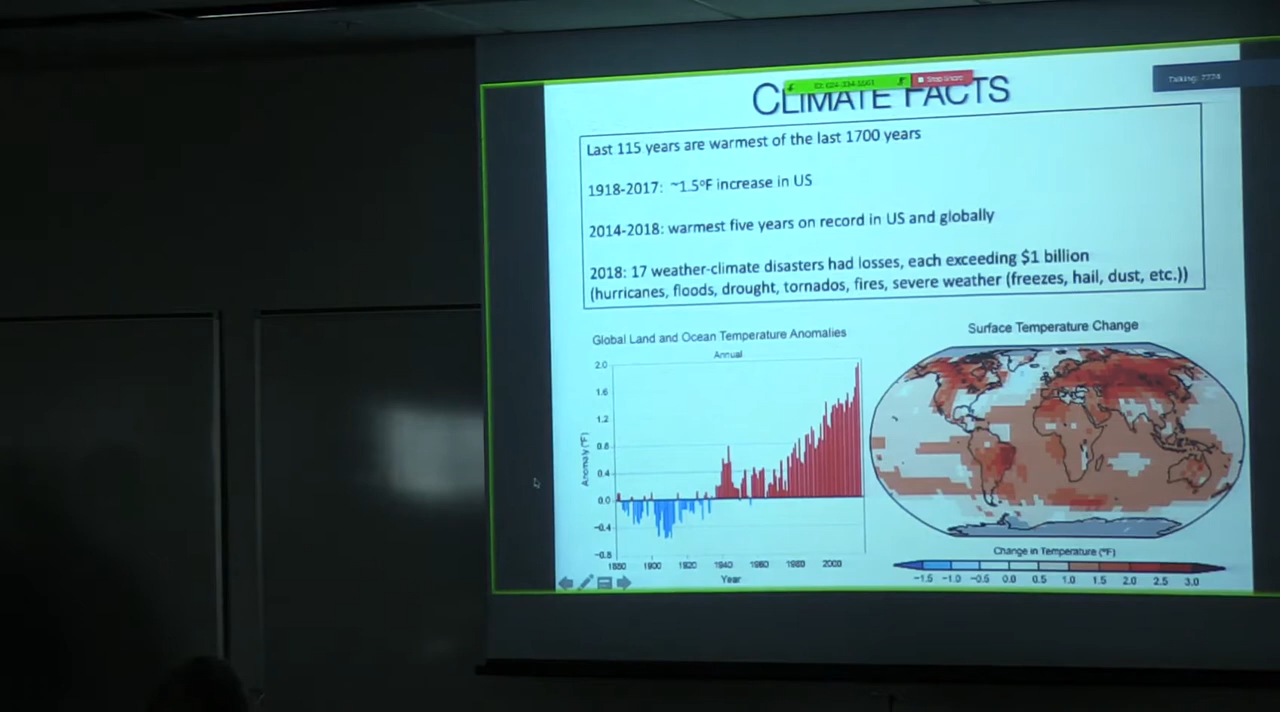 Stop Share
Talking: 7774
CLIMATE FACTS
Last 115 years are warmest of the last 1700 years
1918-2017: ~1.5°F increase in US
2014-2018: warmest five years on record in US and globally
2018: 17 weather-climate disasters had losses, each exceeding $1 billion
(hurricanes, floods, drought, tornados, fires, severe weather (freezes, hail, dust, etc.))
Global Land and Ocean Temperature Anomalies
Annual
2.0
1.6
1.2
0.8
0.4
0.0
−0.4
−0.8
Anomaly (°F)
1880 1900 1920 1940 1960 1980 2000
Year
Surface Temperature Change
Change in Temperature (°F)
−1.5 −1.0 −0.5 0.0 0.5 1.0 1.5 2.0 2.5 3.0